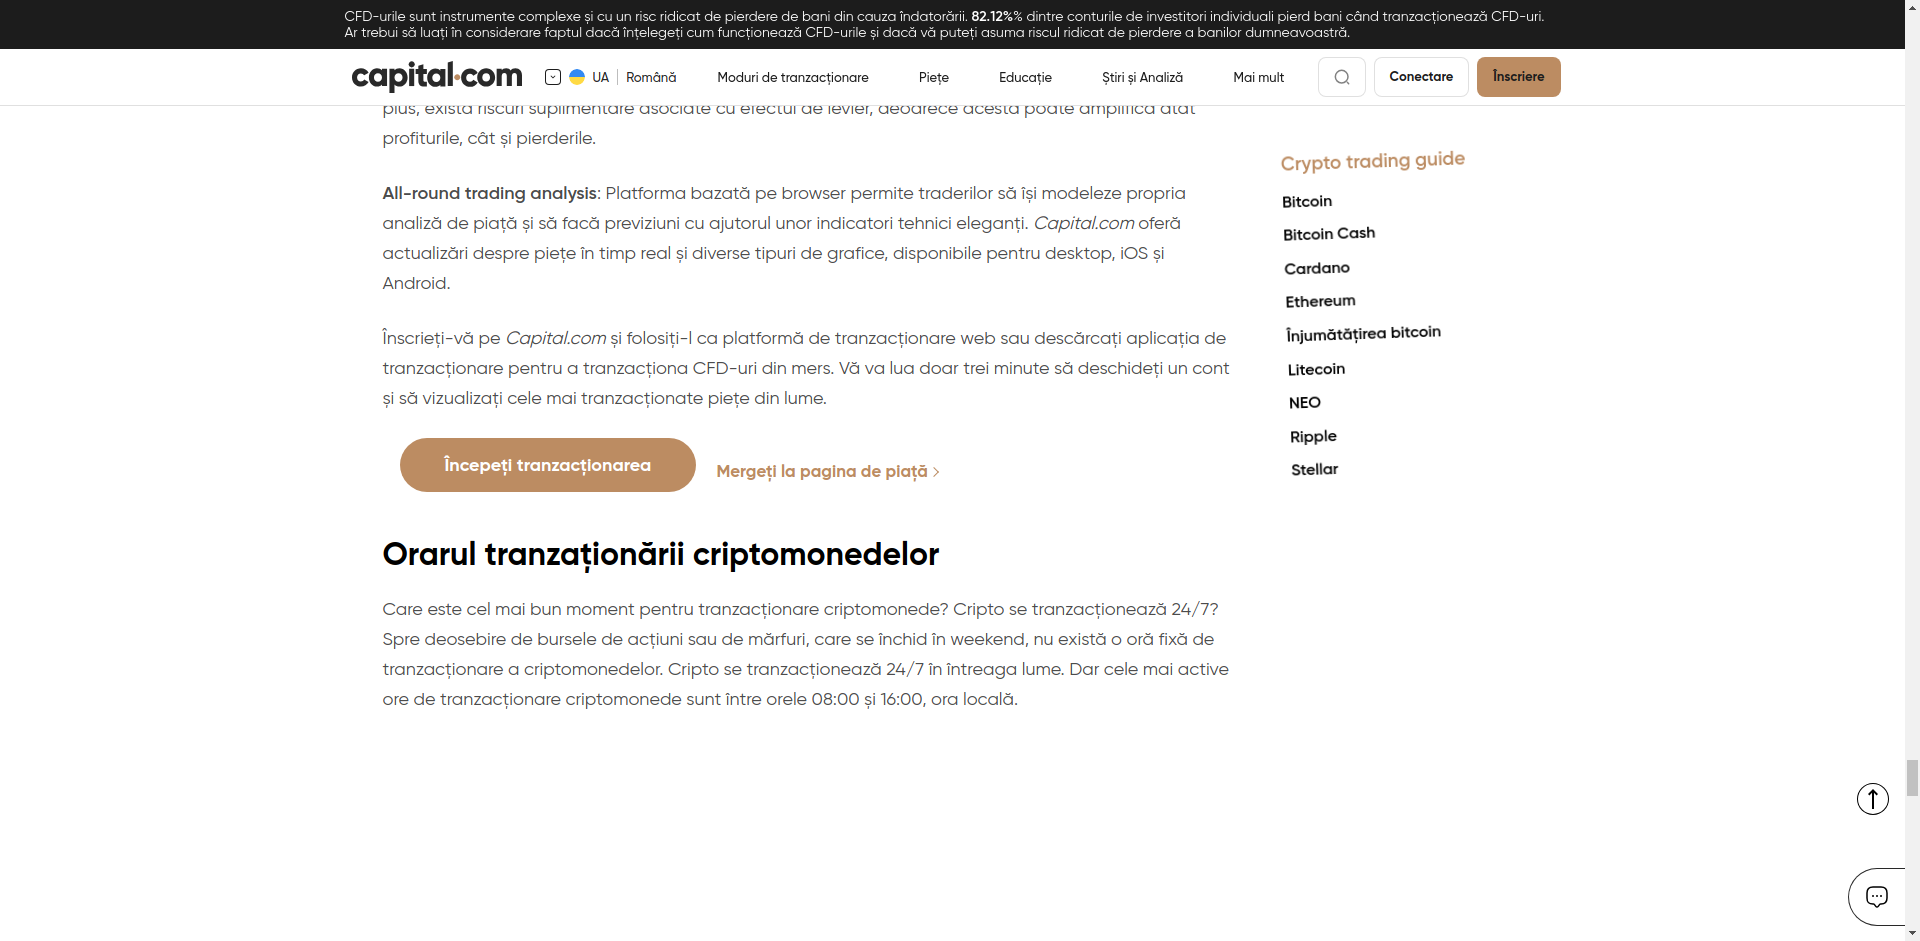 CFD-urile sunt instrumente complexe și cu un risc ridicat de pierdere de bani din cauza îndatorării. 82.12%% dintre conturile de investitori individuali pierd bani când tranzacționează CFD-uri.
Ar trebui să luați în considerare faptul dacă înțelegeți cum funcționează CFD-urile și dacă vă puteți asuma riscul ridicat de pierdere a banilor dumneavoastră.
capital.com UA Română Moduri de tranzacționare Piețe Educație Știri și Analiză Mai mult Conectare Înscriere
plus, există riscuri suplimentare asociate cu efectul de levier, deoarece acesta poate amplifica atât
profiturile, cât și pierderile.
All-round trading analysis: Platforma bazată pe browser permite traderilor să își modeleze propria
analiză de piață și să facă previziuni cu ajutorul unor indicatori tehnici eleganți. Capital.com oferă
actualizări despre piețe în timp real și diverse tipuri de grafice, disponibile pentru desktop, iOS și
Android.
Înscrieți-vă pe Capital.com și folosiți-l ca platformă de tranzacționare web sau descărcați aplicația de
tranzacționare pentru a tranzacționa CFD-uri din mers. Vă va lua doar trei minute să deschideți un cont
și să vizualizați cele mai tranzacționate piețe din lume.
Începeți tranzacționarea Mergeți la pagina de piață
Orarul tranzaționării criptomonedelor
Care este cel mai bun moment pentru tranzacționare criptomonede? Cripto se tranzacționează 24/7?
Spre deosebire de bursele de acțiuni sau de mărfuri, care se închid în weekend, nu există o oră fixă de
tranzacționare a criptomonedelor. Cripto se tranzacționează 24/7 în întreaga lume. Dar cele mai active
ore de tranzacționare criptomonede sunt între orele 08:00 și 16:00, ora locală.
Crypto trading guide
Bitcoin
Bitcoin Cash
Cardano
Ethereum
Înjumătățirea bitcoin
Litecoin
NEO
Ripple
Stellar